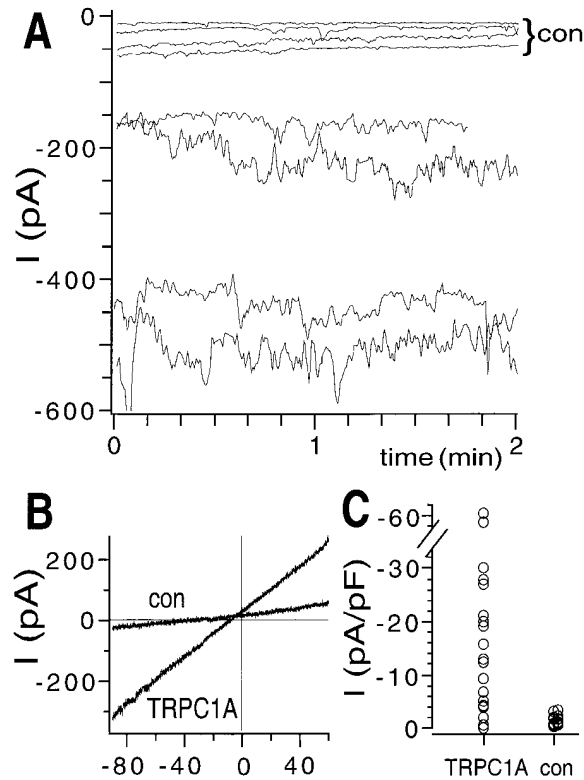 A
0
-200
-400
-600
I (pA)
} con
0 1 2
time (min)
B
200
0
-200
I (pA)
con
TRPC1A
-80 -40 0 40
C
-60
-30
-20
-10
0
I (pA/pF)
TRPC1A con